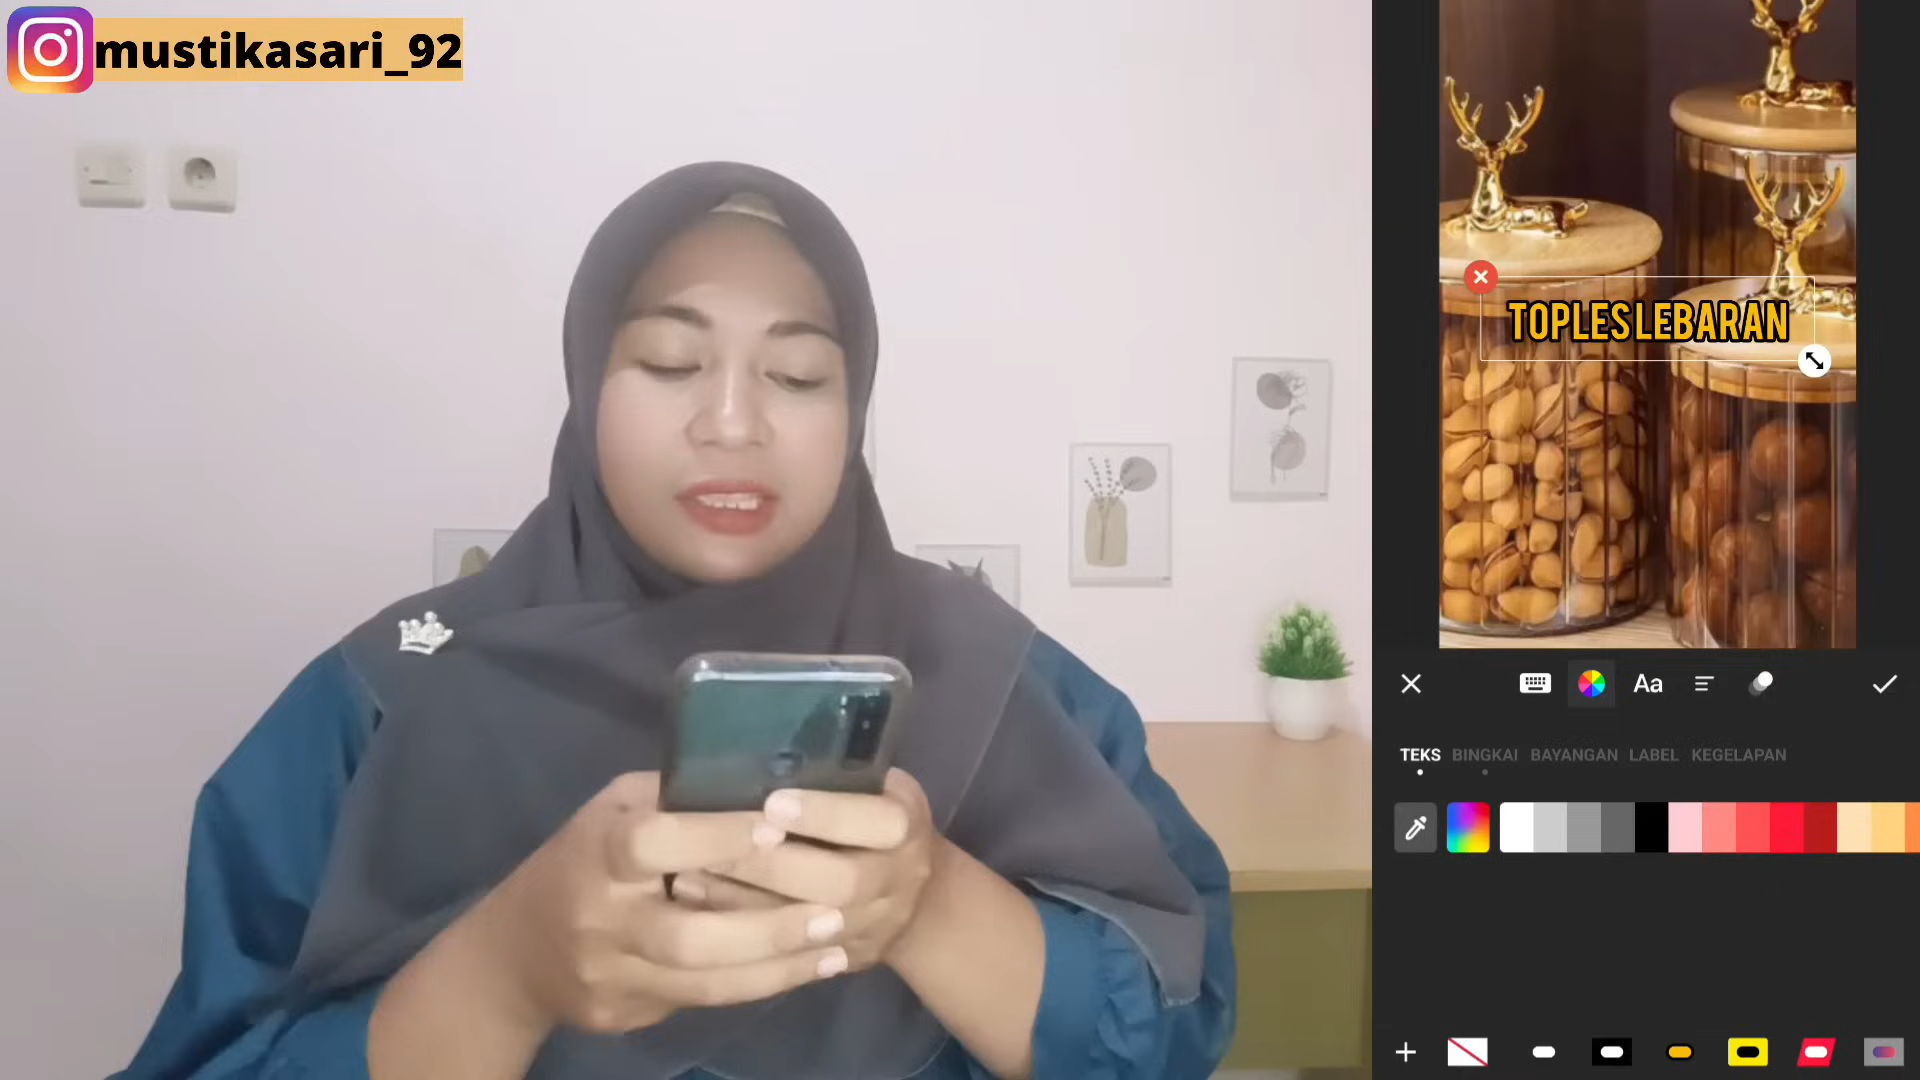 mustikasari_92
TOPLES LEBARAN
Aa
TEKS BINGKAI BAYANGAN LABEL KEGELAPAN